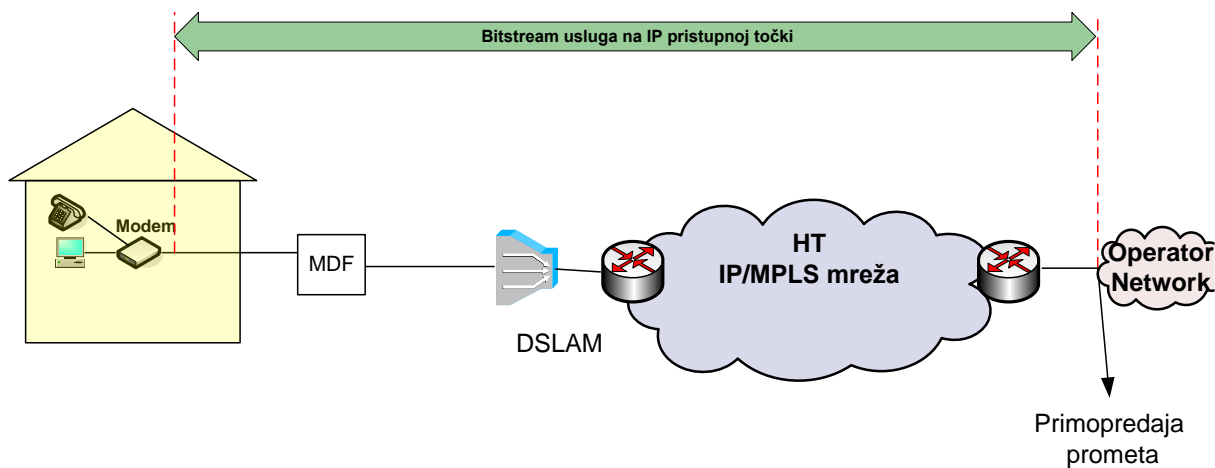 Bitstream usluga na IP pristupnoj točki
Modem
MDF
DSLAM
HT
IP/MPLS mreža
Operator
Network
Primopredaja
prometa